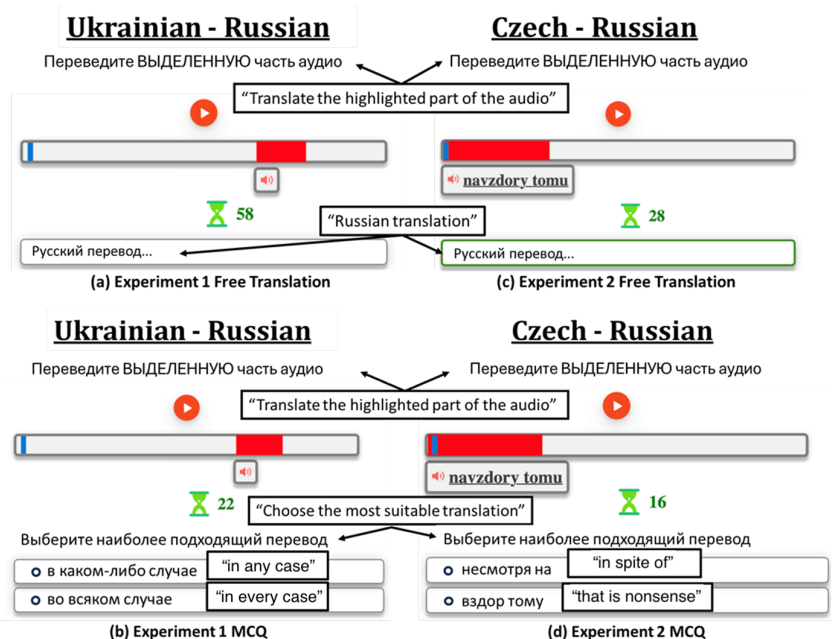 Ukrainian - Russian
Переведите ВЫДЕЛЕННУЮ часть аудио
Czech - Russian
Переведите ВЫДЕЛЕННУЮ часть аудио
“Translate the highlighted part of the audio”
navzdory tomu
58
28
“Russian translation”
Русский перевод...
Русский перевод...
(a) Experiment 1 Free Translation
(c) Experiment 2 Free Translation
Ukrainian - Russian
Переведите ВЫДЕЛЕННУЮ часть аудио
Czech - Russian
Переведите ВЫДЕЛЕННУЮ часть аудио
“Translate the highlighted part of the audio”
navzdory tomu
22
16
“Choose the most suitable translation”
Выберите наиболее подходящий перевод
в каком-либо случае “in any case”
во всяком случае “in every case”
(b) Experiment 1 MCQ
Выберите наиболее подходящий перевод
несмотря на “in spite of”
вздор тому “that is nonsense”
(d) Experiment 2 MCQ